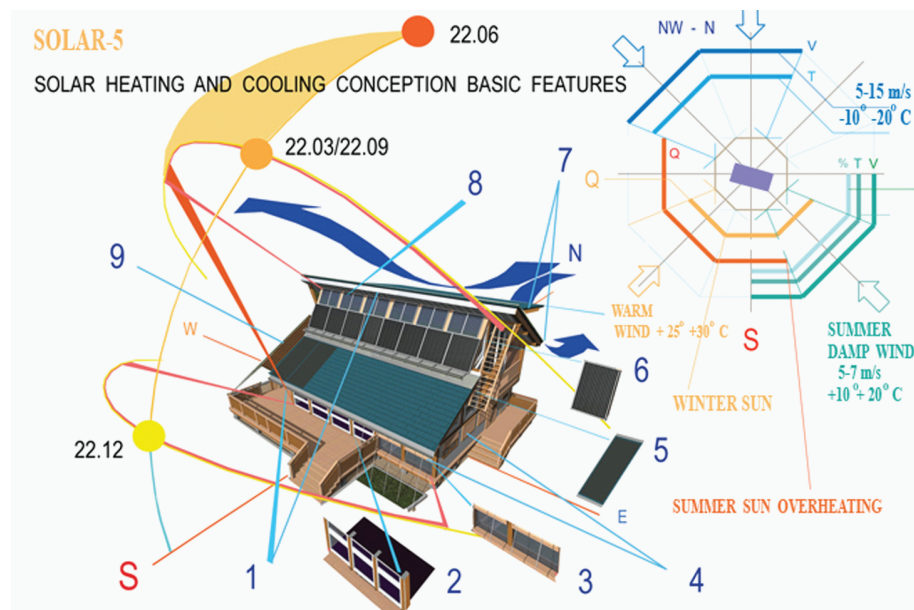 SOLAR-5
22.06
SOLAR HEATING AND COOLING CONCEPTION BASIC FEATURES
22.03/22.09
NW - N
V
T
5-15 m/s
-10° -20° C
Q
Q
% T V
8
7
N
9
W
WARM
WIND + 25° +30° C
S
SUMMER
DAMP WIND
5-7 m/s
+10°+ 20° C
6
WINTER SUN
5
22.12
SUMMER SUN OVERHEATING
E
S
1
2
3
4